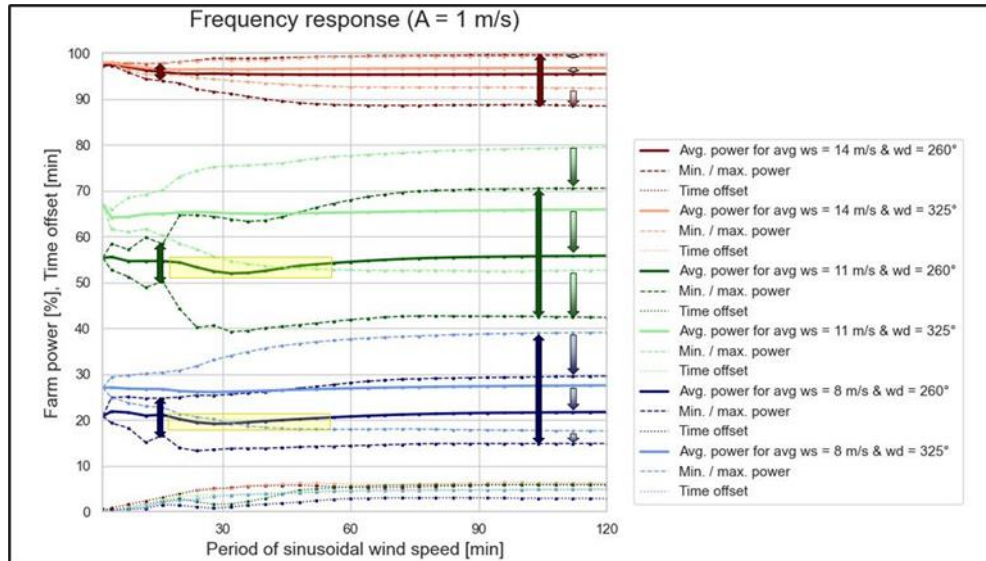 Frequency response (A = 1 m/s)
Farm power [%], Time offset [min]
100
90
80
70
60
50
40
30
20
10
0
30
60
90
120
Period of sinusoidal wind speed [min]
Avg. power for avg ws = 14 m/s & wd = 260°
Min. / max. power
Time offset
Avg. power for avg ws = 14 m/s & wd = 325°
Min. / max. power
Time offset
Avg. power for avg ws = 11 m/s & wd = 260°
Min. / max. power
Time offset
Avg. power for avg ws = 11 m/s & wd = 325°
Min. / max. power
Time offset
Avg. power for avg ws = 8 m/s & wd = 260°
Min. / max. power
Time offset
Avg. power for avg ws = 8 m/s & wd = 325°
Min. / max. power
Time offset